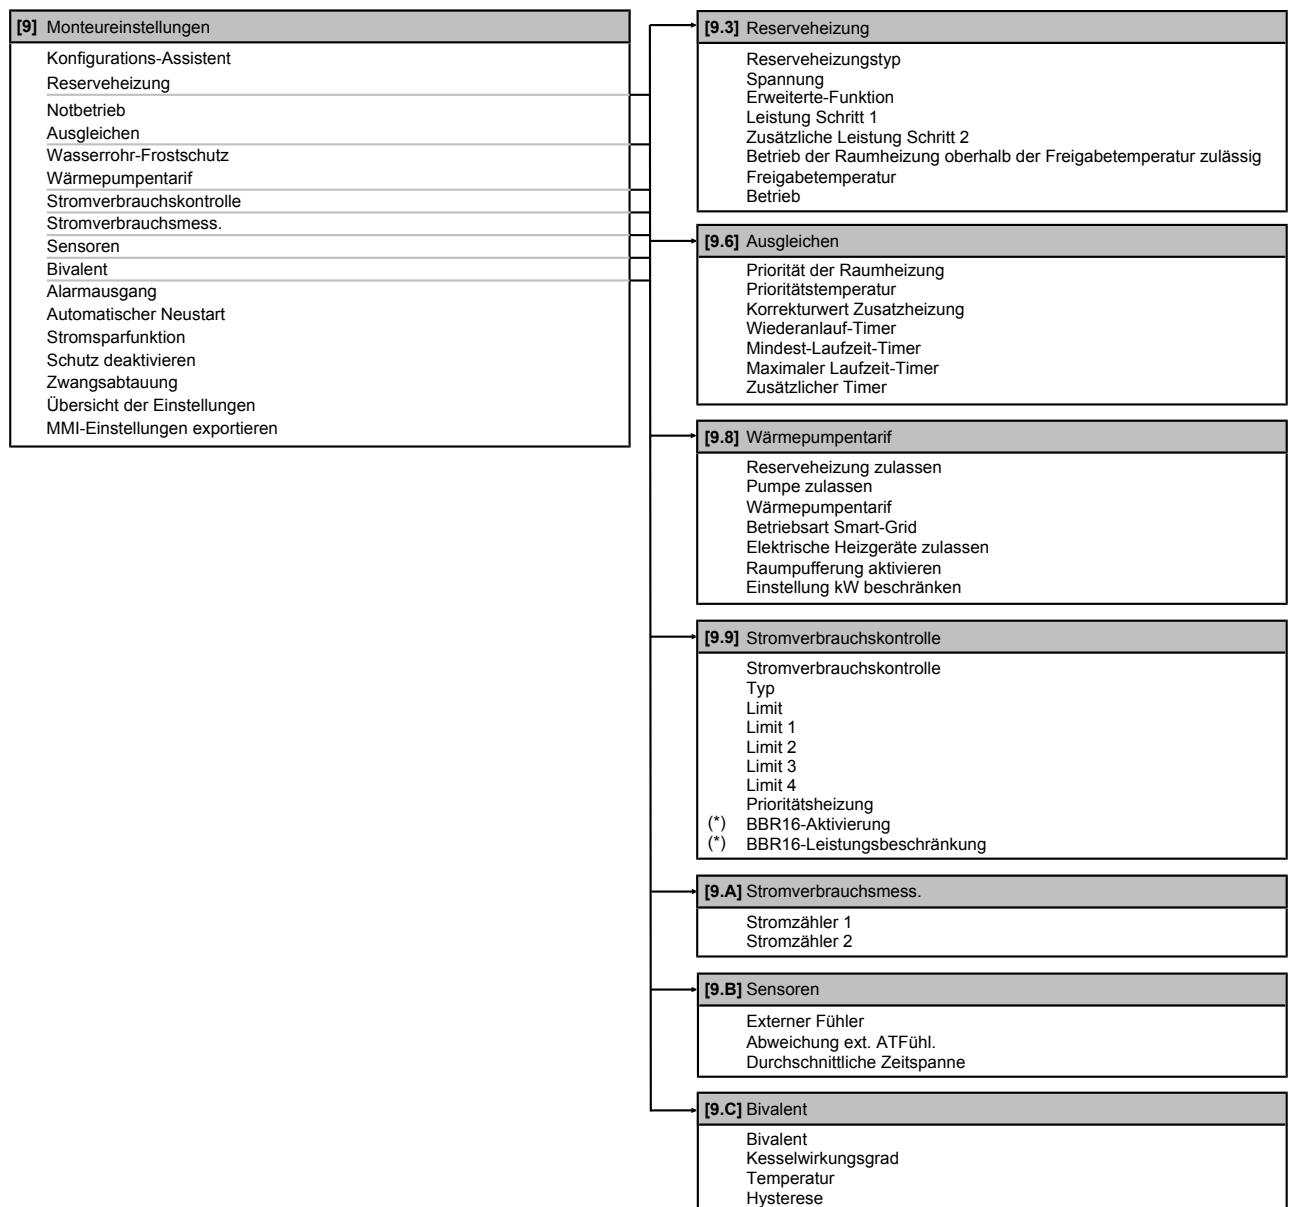 [9] Monteureinstellungen
Konfigurations-Assistent
Reserveheizung
Notbetrieb
Ausgleichen
Wasserrohr-Frostschutz
Wärmepumpentarif
Stromverbrauchskontrolle
Stromverbrauchsmess.
Sensoren
Bivalent
Alarmausgang
Automatischer Neustart
Stromsparfunktion
Schutz deaktivieren
Zwangsabtauung
Übersicht der Einstellungen
MMI-Einstellungen exportieren
[9.3] Reserveheizung
Reserveheizungstyp
Spannung
Erweiterte-Funktion
Leistung Schritt 1
Zusätzliche Leistung Schritt 2
Betrieb der Raumheizung oberhalb der Freigabetemperatur zulässig
Freigabetemperatur
Betrieb
[9.6] Ausgleichen
Priorität der Raumheizung
Prioritätstemperatur
Korrekturwert Zusatzheizung
Wiederanlauf-Timer
Mindest-Laufzeit-Timer
Maximaler Laufzeit-Timer
Zusätzlicher Timer
[9.8] Wärmepumpentarif
Reserveheizung zulassen
Pumpe zulassen
Wärmepumpentarif
Betriebsart Smart-Grid
Elektrische Heizgeräte zulassen
Raumpufferung aktivieren
Einstellung kW beschränken
[9.9] Stromverbrauchskontrolle
Stromverbrauchskontrolle
Typ
Limit
Limit 1
Limit 2
Limit 3
Limit 4
Prioritätsheizung
(*) BBR16-Aktivierung
(*) BBR16-Leistungsbeschränkung
[9.A] Stromverbrauchsmess.
Stromzähler 1
Stromzähler 2
[9.B] Sensoren
Externer Fühler
Abweichung ext. ATFühl.
Durchschnittliche Zeitspanne
[9.C] Bivalent
Bivalent
Kesselwirkungsgrad
Temperatur
Hysterese